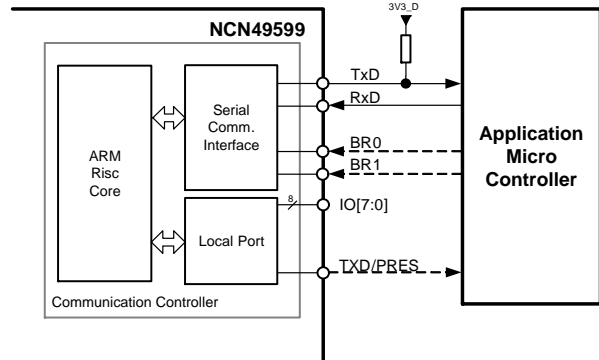 3V3_D
NCN49599
TxD
RxD
Serial
Comm.
Interface
ARM
Risc
Core
BR0
BR1
Application
Micro
Controller
8
IO[7:0]
Local Port
TXD/PRES
Communication Controller